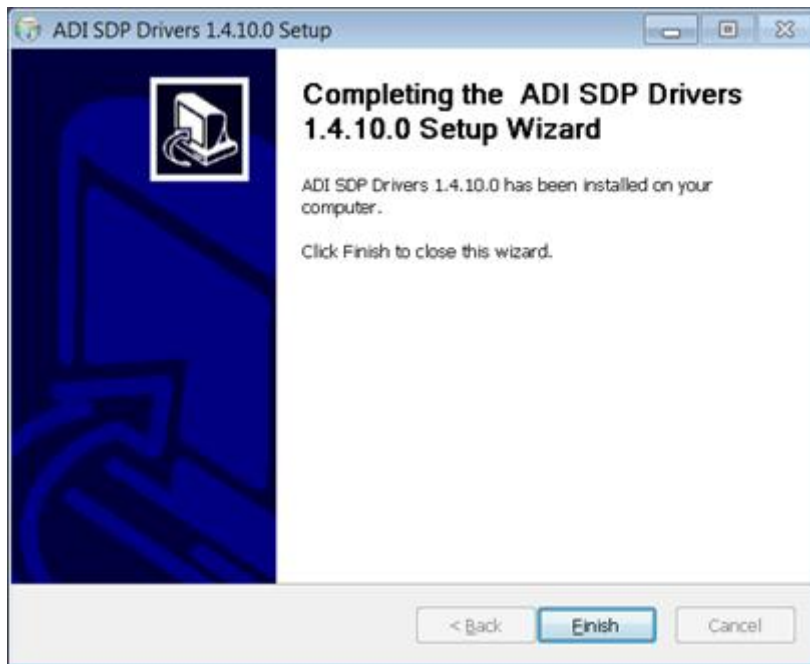 ADI SDP Drivers 1.4.10.0 Setup
Completing the ADI SDP Drivers
1.4.10.0 Setup Wizard
ADI SDP Drivers 1.4.10.0 has been installed on your
computer.
Click Finish to close this wizard.
< Back Finish Cancel